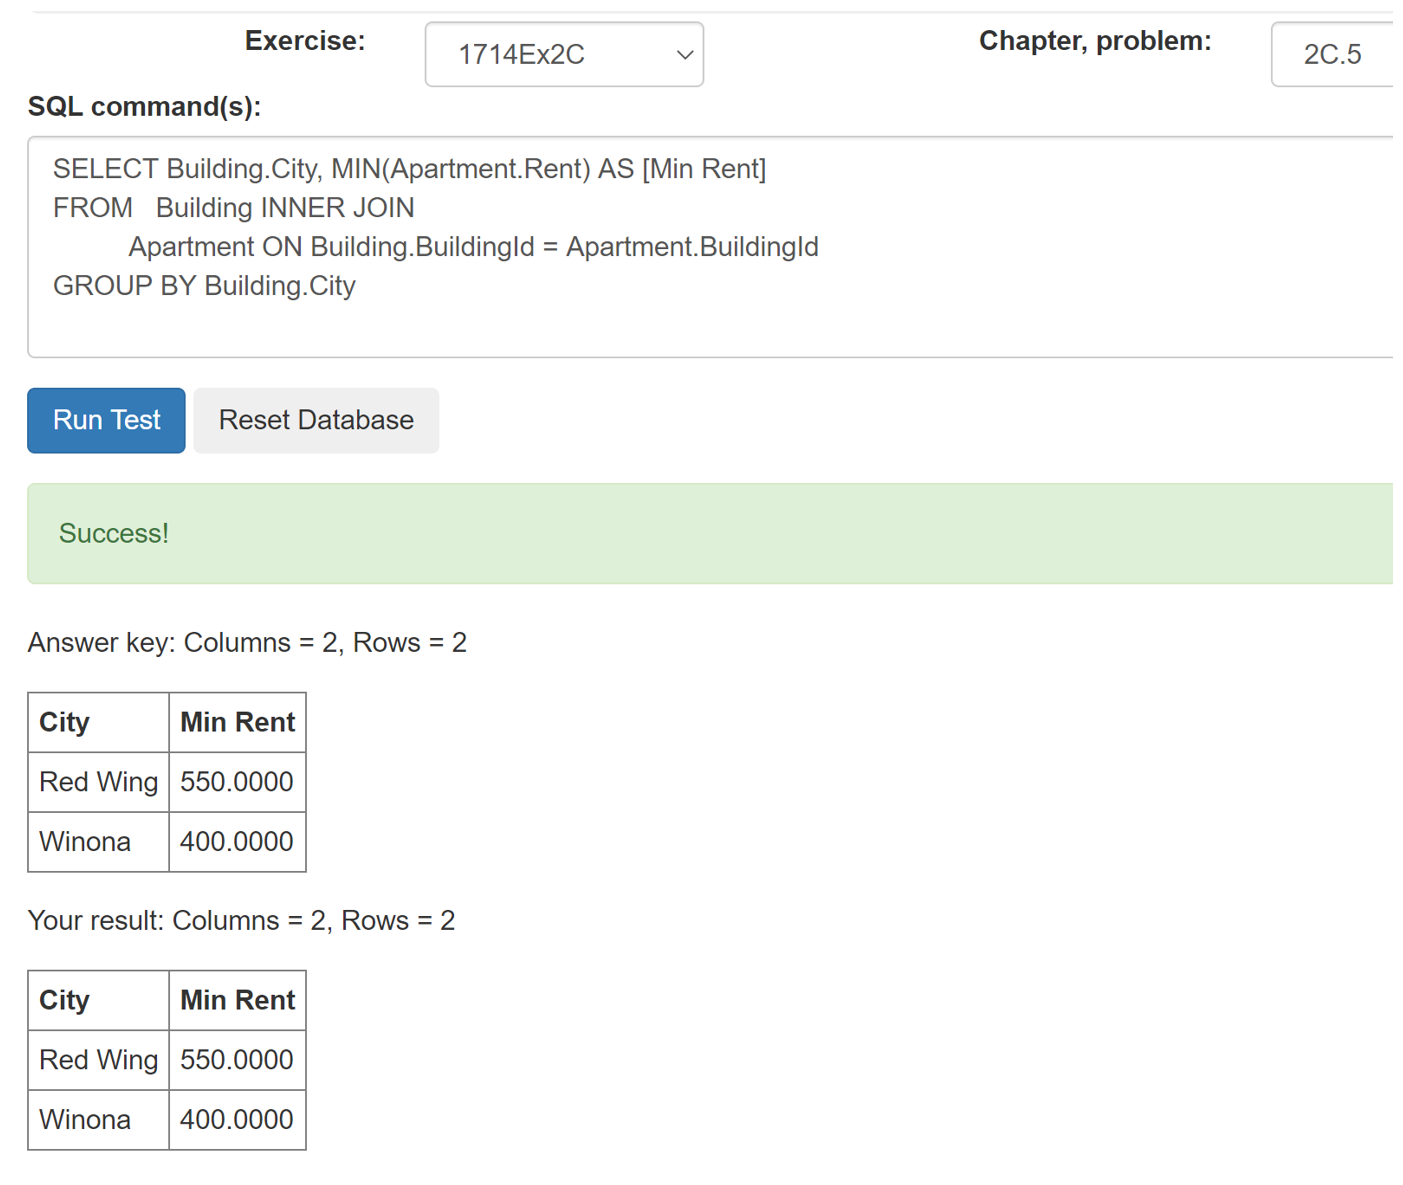 Exercise: 1714Ex2C Chapter, problem: 2C.5
SQL command(s):
SELECT Building.City, MIN(Apartment.Rent) AS [Min Rent]
FROM Building INNER JOIN
Apartment ON Building.BuildingId = Apartment.BuildingId
GROUP BY Building.City
Run Test Reset Database
Success!
Answer key: Columns = 2, Rows = 2
City Min Rent
Red Wing 550.0000
Winona 400.0000
Your result: Columns = 2, Rows = 2
City Min Rent
Red Wing 550.0000
Winona 400.0000